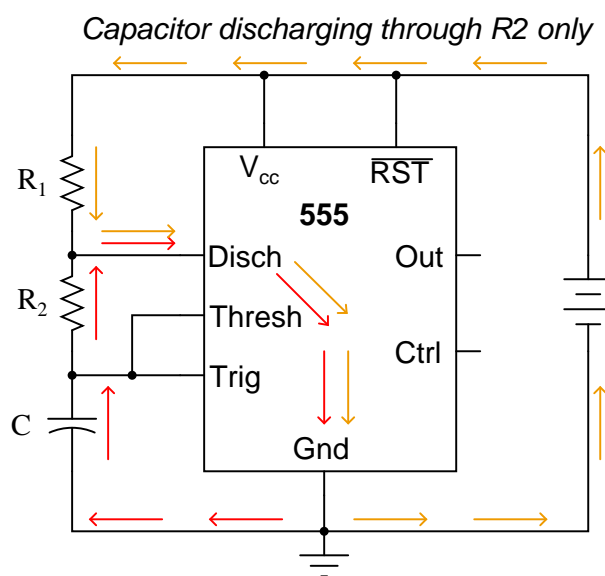 Capacitor discharging through R2 only
Vcc
RST
R1
555
Disch
Out
R2
Thresh
Ctrl
Trig
C
Gnd